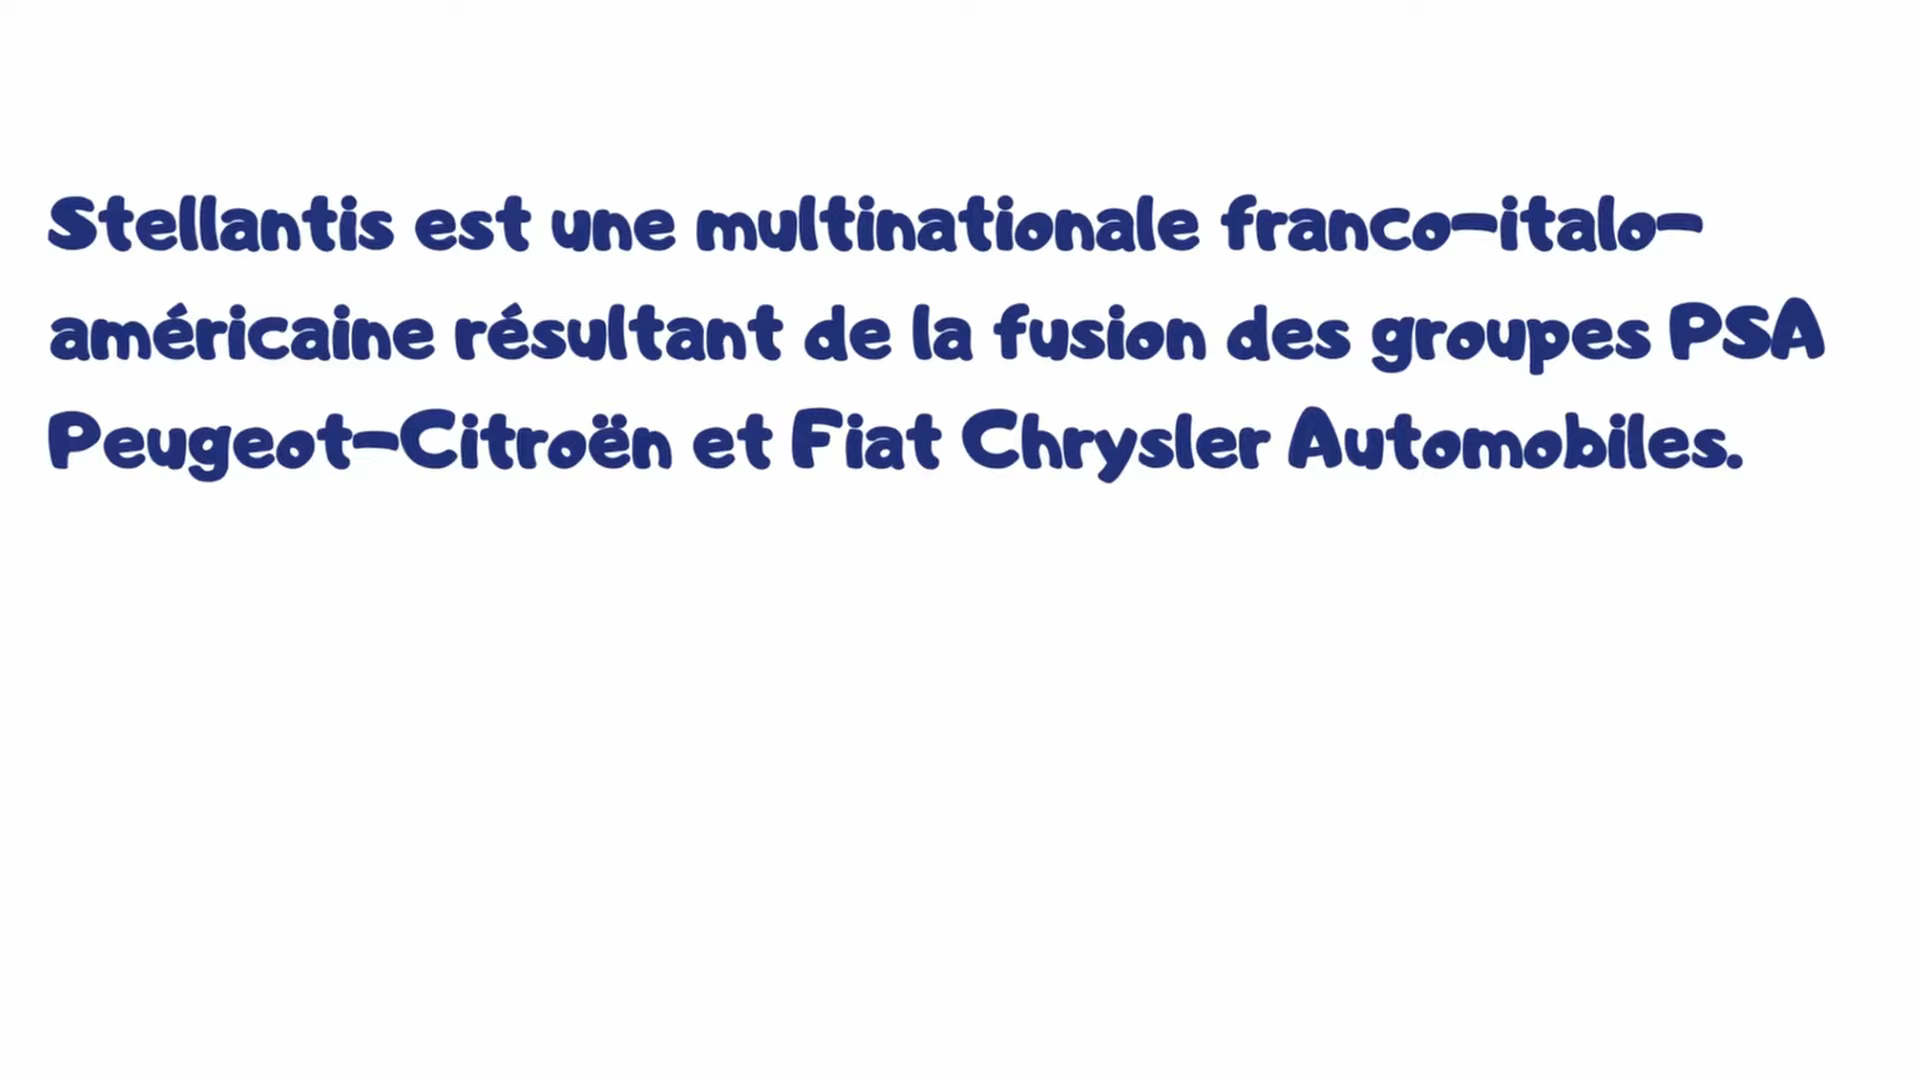 Stellantis est une multinationale franco-italo-
américaine résultant de la fusion des groupes PSA
Peugeot-Citroën et Fiat Chrysler Automobiles.